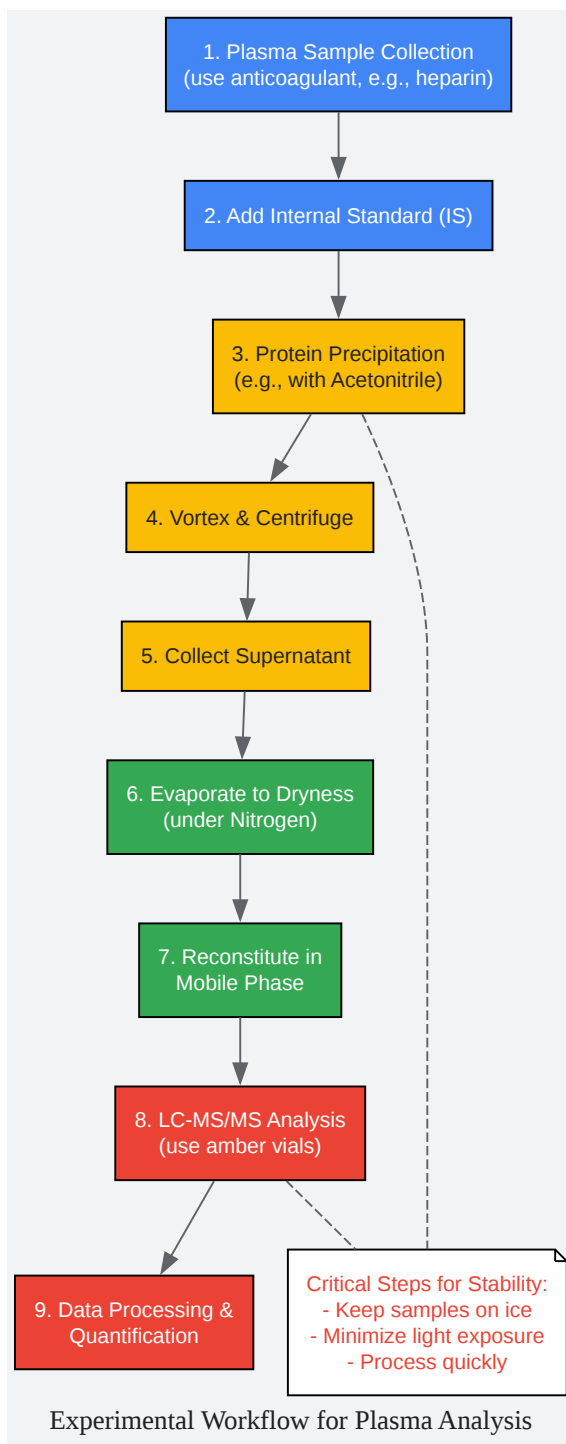 1. Plasma Sample Collection
(use anticoagulant, e.g., heparin)
2. Add Internal Standard (IS)
3. Protein Precipitation
(e.g., with Acetonitrile)
4. Vortex & Centrifuge
5. Collect Supernatant
6. Evaporate to Dryness
(under Nitrogen)
7. Reconstitute in
Mobile Phase
8. LC-MS/MS Analysis
(use amber vials)
9. Data Processing &
Quantification
Critical Steps for Stability:
- Keep samples on ice
- Minimize light exposure
- Process quickly
Experimental Workflow for Plasma Analysis